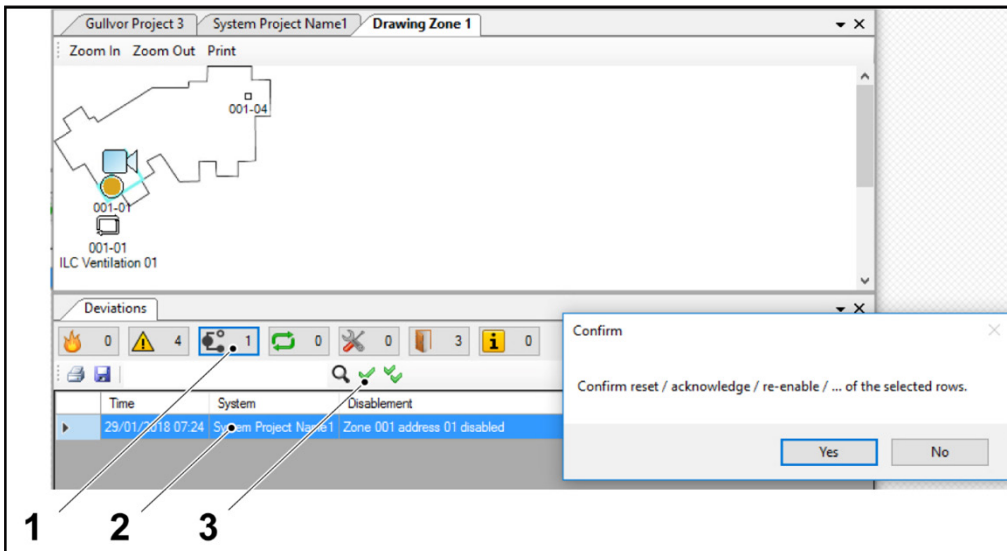 Gullvor Project 3 System Project Name1 Drawing Zone 1
Zoom In Zoom Out Print
001-04
001-01
001-01
ILC Ventilation 01
Deviations
0 4 1 0 0 3 0
Confirm
Confirm reset / acknowledge / re-enable / ... of the selected rows.
Yes No
Time System Disablement
29/01/2018 07:24 System Project Name1 Zone 001 address 01 disabled
1 2 3